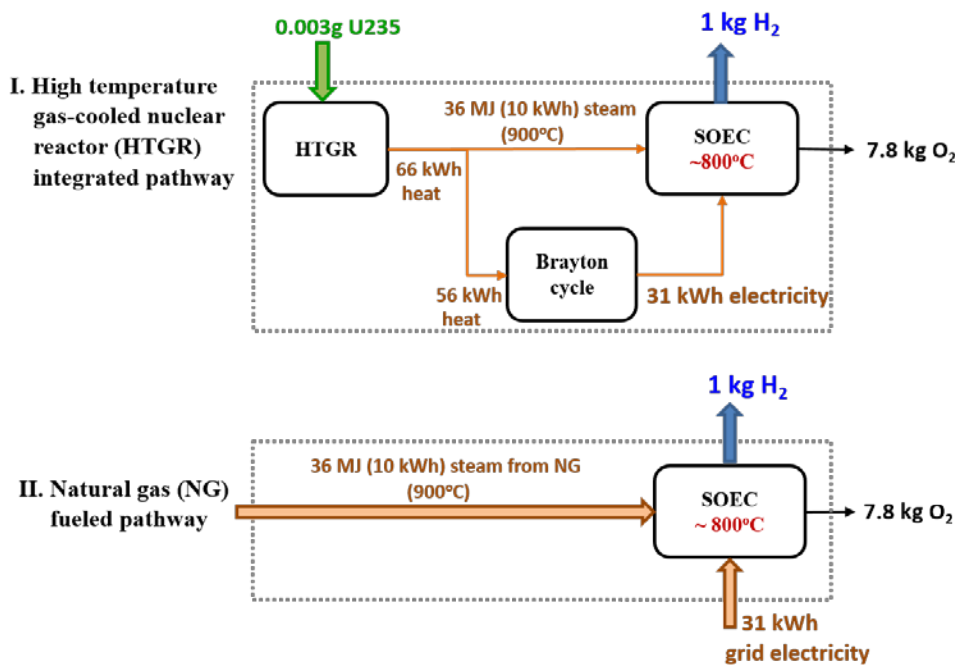 0.003g U235
1 kg H₂
I. High temperature
gas-cooled nuclear
reactor (HTGR)
integrated pathway
HTGR
36 MJ (10 kWh) steam
(900°C)
SOEC
~800°C
7.8 kg O₂
66 kWh
heat
Brayton
cycle
56 kWh
heat
31 kWh electricity
1 kg H₂
II. Natural gas (NG)
fueled pathway
36 MJ (10 kWh) steam from NG
(900°C)
SOEC
~ 800°C
7.8 kg O₂
31 kWh
grid electricity